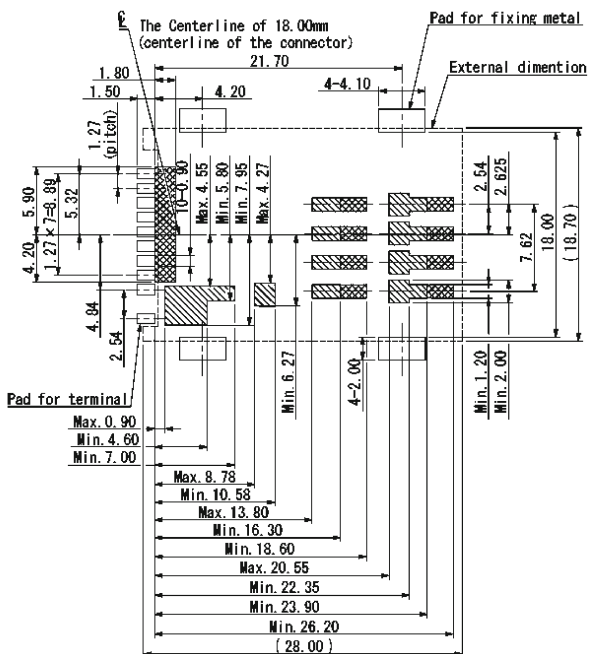 ℄
The Centerline of 18.00mm
(centerline of the connector)
Pad for fixing metal
21.70
External dimention
1.80
4-4.10
4.20
1.50
1.27
(pitch)
5.90
1.27×7=8.89
5.32
10-0.90
Max.4.55
Min.5.80
Min.7.95
Max.4.27
2.54
2.625
7.62
18.00
(18.70)
4.20
4.84
2.54
Min.6.27
4-2.00
Min.1.20
Min.2.00
Pad for terminal
Max.0.90
Min.4.60
Min.7.00
Max.8.78
Min.10.58
Max.13.80
Min.16.30
Min.18.60
Max.20.55
Min.22.35
Min.23.90
Min.26.20
(28.00)